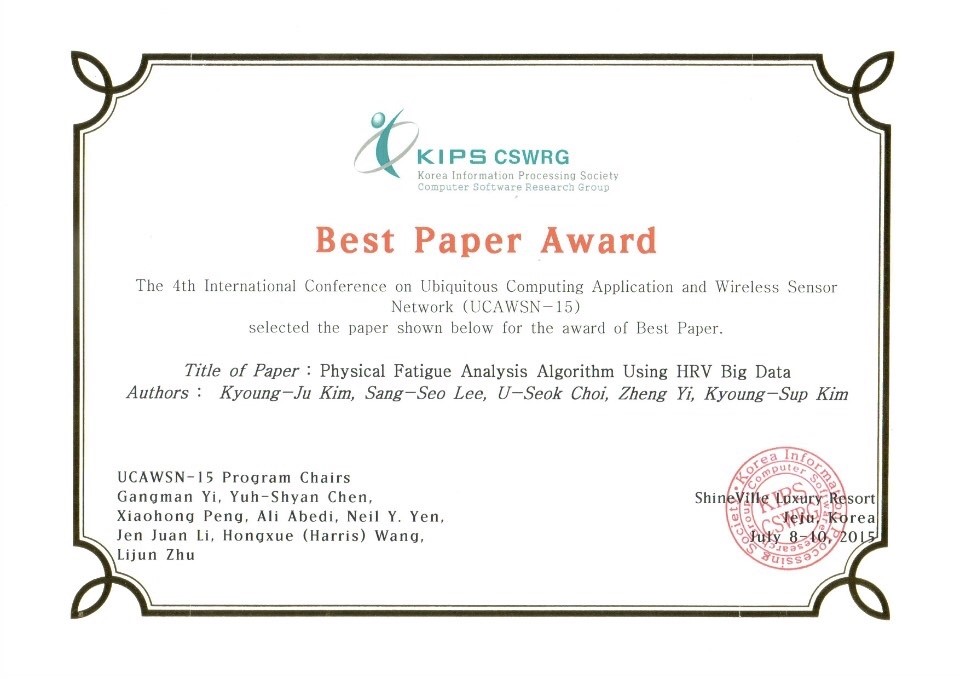 KIPS CSWRG
Korea Information Processing Society
Computer Software Research Group
Best Paper Award
The 4th International Conference on Ubiquitous Computing Application and Wireless Sensor
Network (UCAWSN-15)
selected the paper shown below for the award of Best Paper.
Title of Paper : Physical Fatigue Analysis Algorithm Using HRV Big Data
Authors : Kyoung-Ju Kim, Sang-Seo Lee, U-Seok Choi, Zheng Yi, Kyoung-Sup Kim
UCAWSN-15 Program Chairs
Gangman Yi, Yuh-Shyan Chen,
Xiaohong Peng, Ali Abedi, Neil Y. Yen,
Jen Juan Li, Hongxue (Harris) Wang,
Lijun Zhu
ShineVille Luxury Resort
Jeju, Korea
July 8-10, 2015
Korea Information Processing Society
Computer Software Research Group
KIPS
CSWRG